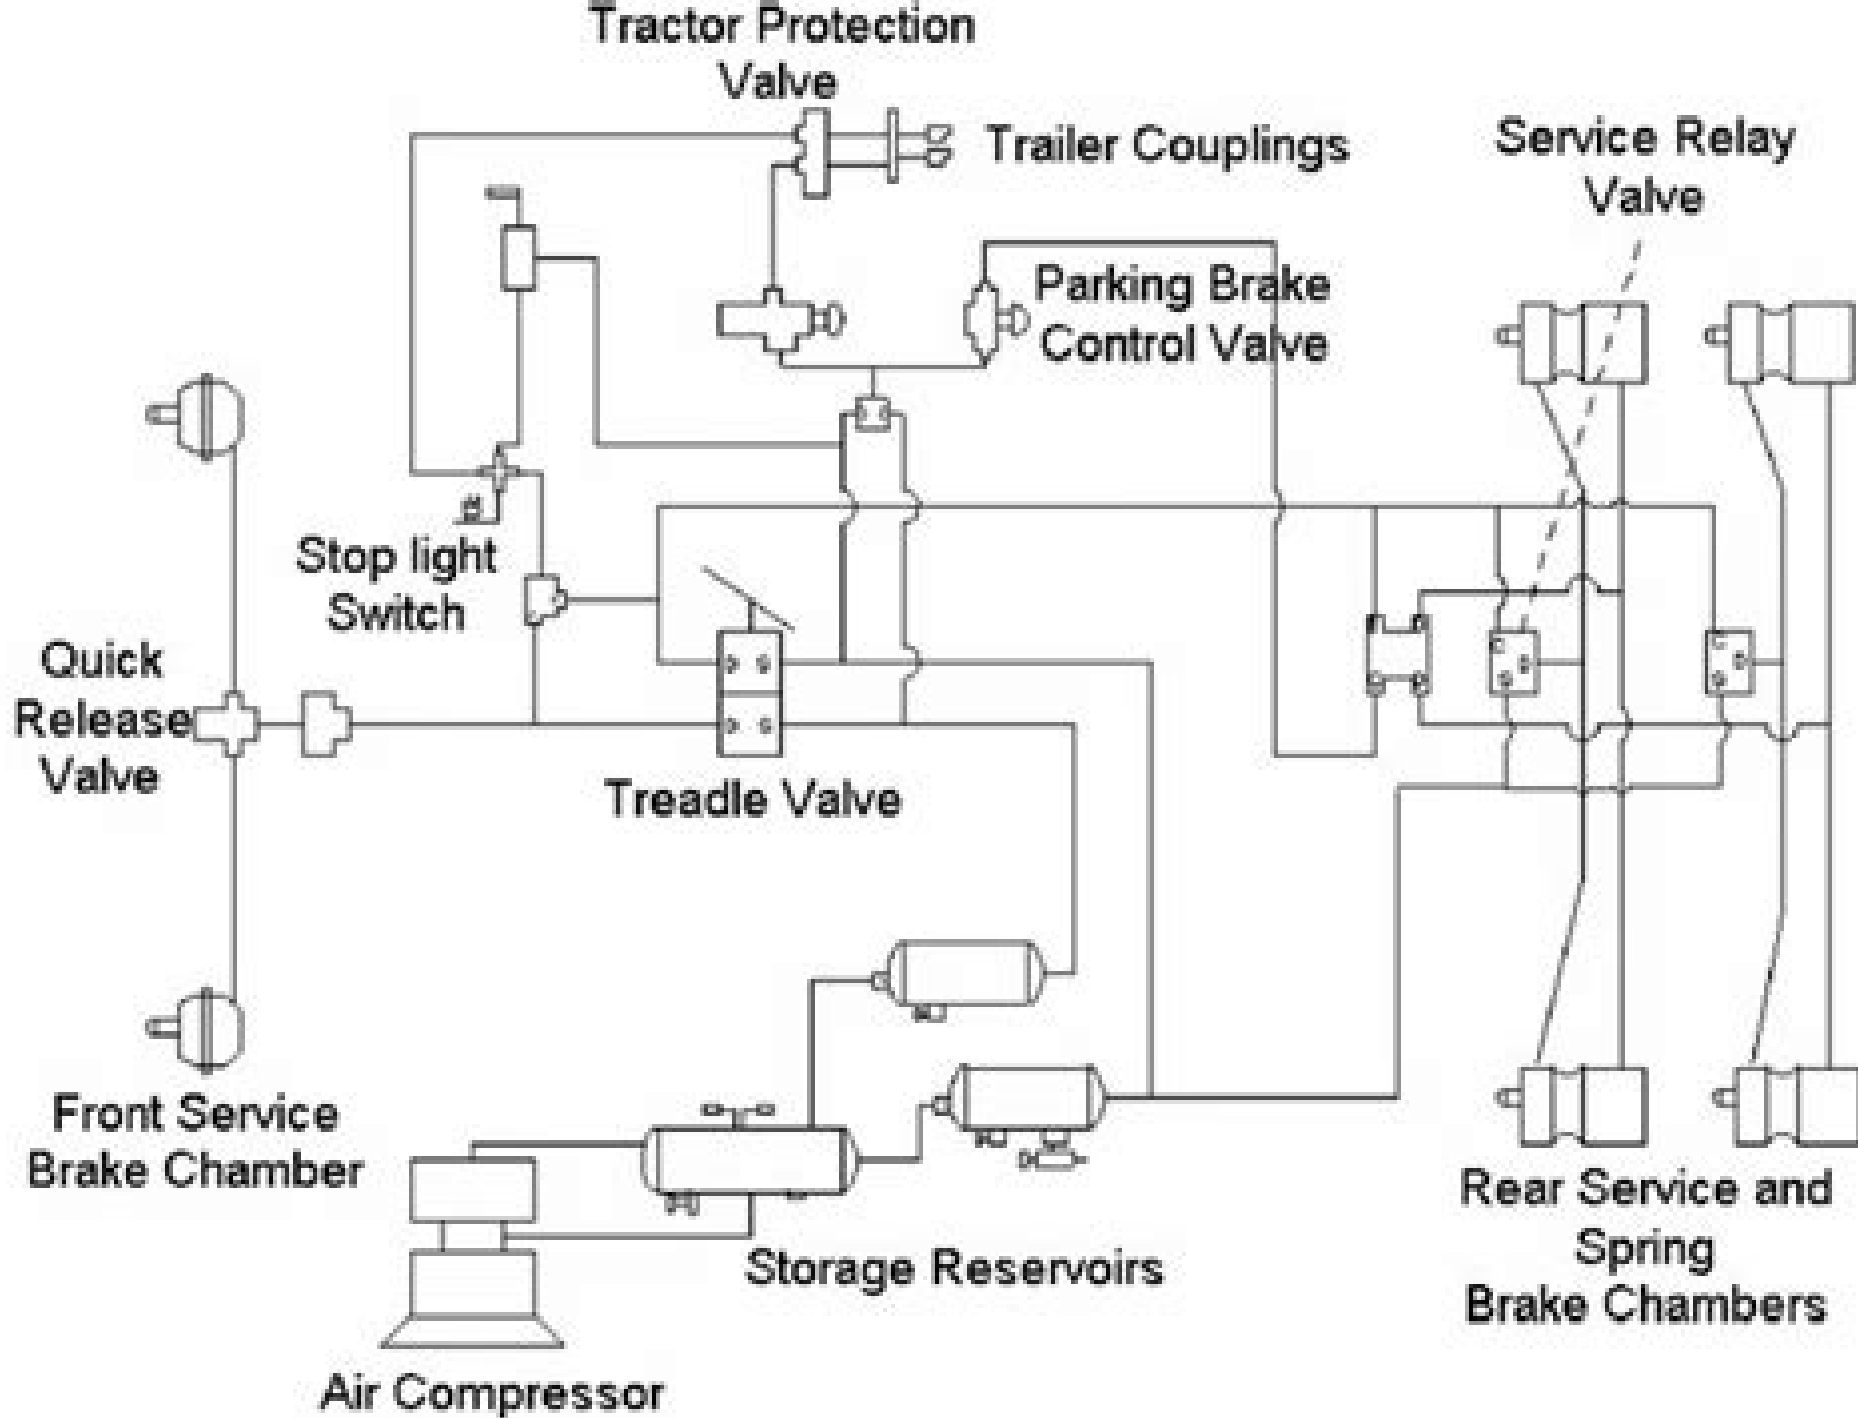 Tractor Protection
Valve
Trailer Couplings
Service Relay
Valve
Parking Brake
Control Valve
Stop light
Switch
Quick
Release
Valve
Treadle Valve
Front Service
Brake Chamber
Storage Reservoirs
Rear Service and
Spring
Brake Chambers
Air Compressor